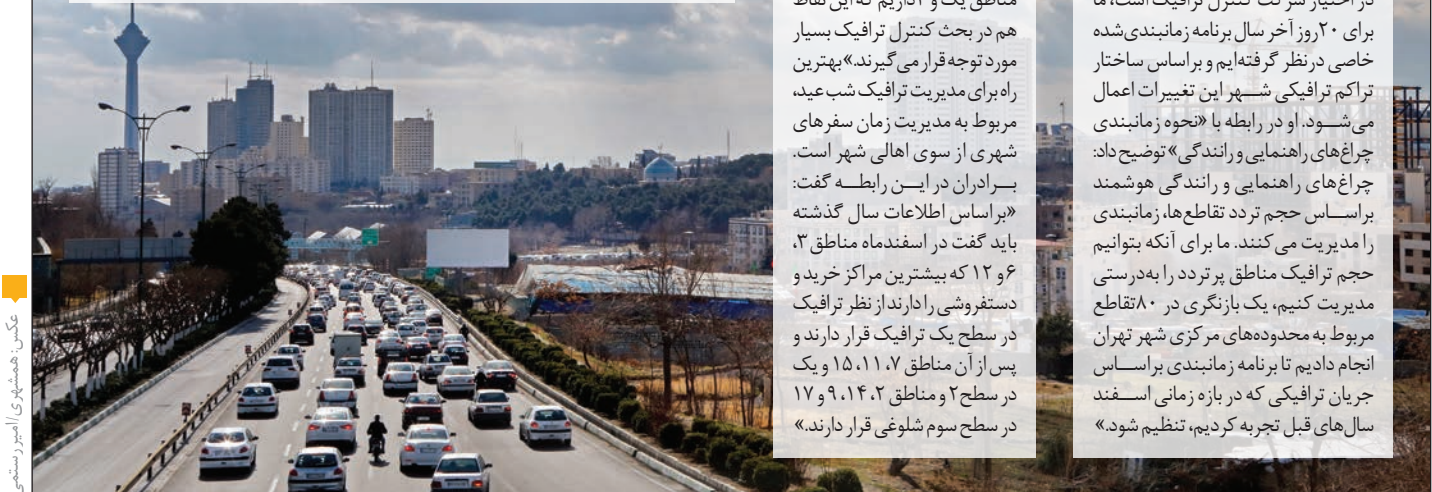 در اختیار شرکت کنترل ترافیک است، ما
برای ۲۰روز آخر سال برنامه زمانبندی‌شده
خاصی درنظر گرفته‌ایم و براساس ساختار
تراکم ترافیکی شهر این تغییرات اعمال
می‌شود. او در رابطه با «نحوه زمانبندی
چراغ‌های راهنمایی ورانندگی» توضیح داد:
چراغ‌های راهنمایی و رانندگی هوشمند
براساس حجم تردد تقاطع‌ها، زمانبندی
را مدیریت می‌کنند. ما برای آنکه بتوانیم
حجم ترافیک مناطق پرتردد را به‌درستی
مدیریت کنیم، یک بازنگری در ۸۰تقاطع
مربوط به محدوده‌های مرکزی شهر تهران
انجام دادیم تا برنامه زمانبندی براساس
جریان ترافیکی که در بازه زمانی اسفند
سال‌های قبل تجربه کردیم، تنظیم شود.»
مناطق یک و ۲ داریم که این نقاط
هم در بحث کنترل ترافیک بسیار
مورد توجه قرار می‌گیرند.» بهترین
راه برای مدیریت ترافیک شب عید،
مربوط به مدیریت زمان سفرهای
شهری از سوی اهالی شهر است.
برادران در این رابطه گفت:
«براساس اطلاعات سال گذشته
باید گفت در اسفندماه مناطق ۳،
۶ و ۱۲ که بیشترین مراکز خرید و
دستفروشی را دارند از نظر ترافیک
در سطح یک ترافیک قرار دارند و
پس از آن مناطق ۷، ۱۱، ۱۵ و یک
در سطح ۲ و مناطق ۲، ۱۴، ۹ و ۱۷
در سطح سوم شلوغی قرار دارند.»
عکس: همشهری/امیر رستمی